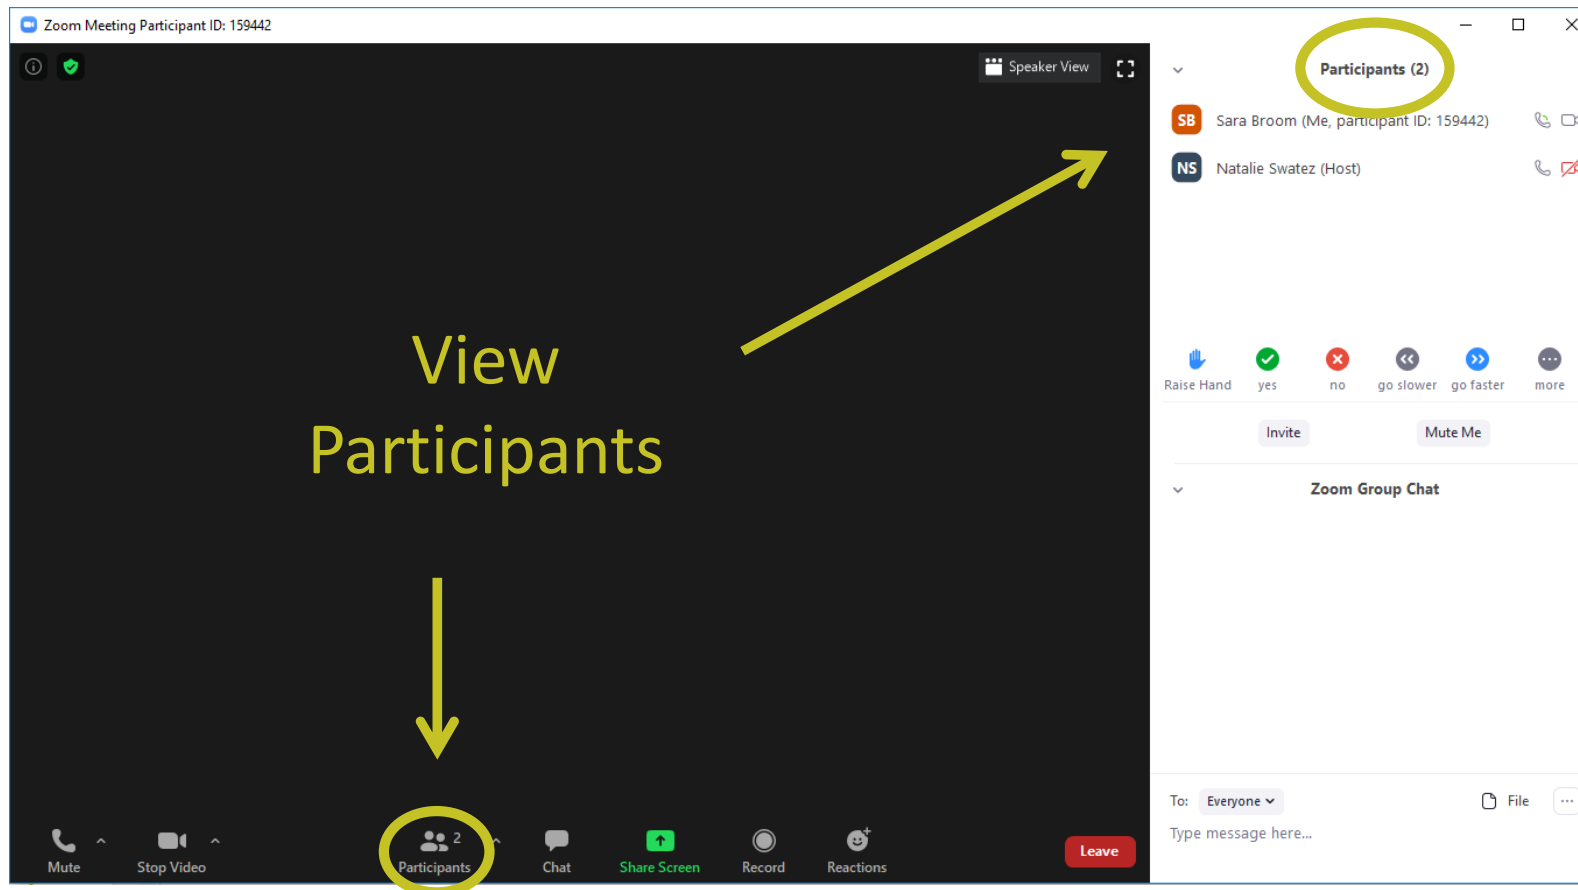 Zoom Meeting Participant ID: 159442
Speaker View
Participants (2)
SB Sara Broom (Me, participant ID: 159442)
NS Natalie Swatez (Host)
View
Participants
Raise Hand yes no go slower go faster more
Invite Mute Me
Zoom Group Chat
To: Everyone File
Type message here...
2
Mute Stop Video Participants Chat Share Screen Record Reactions Leave